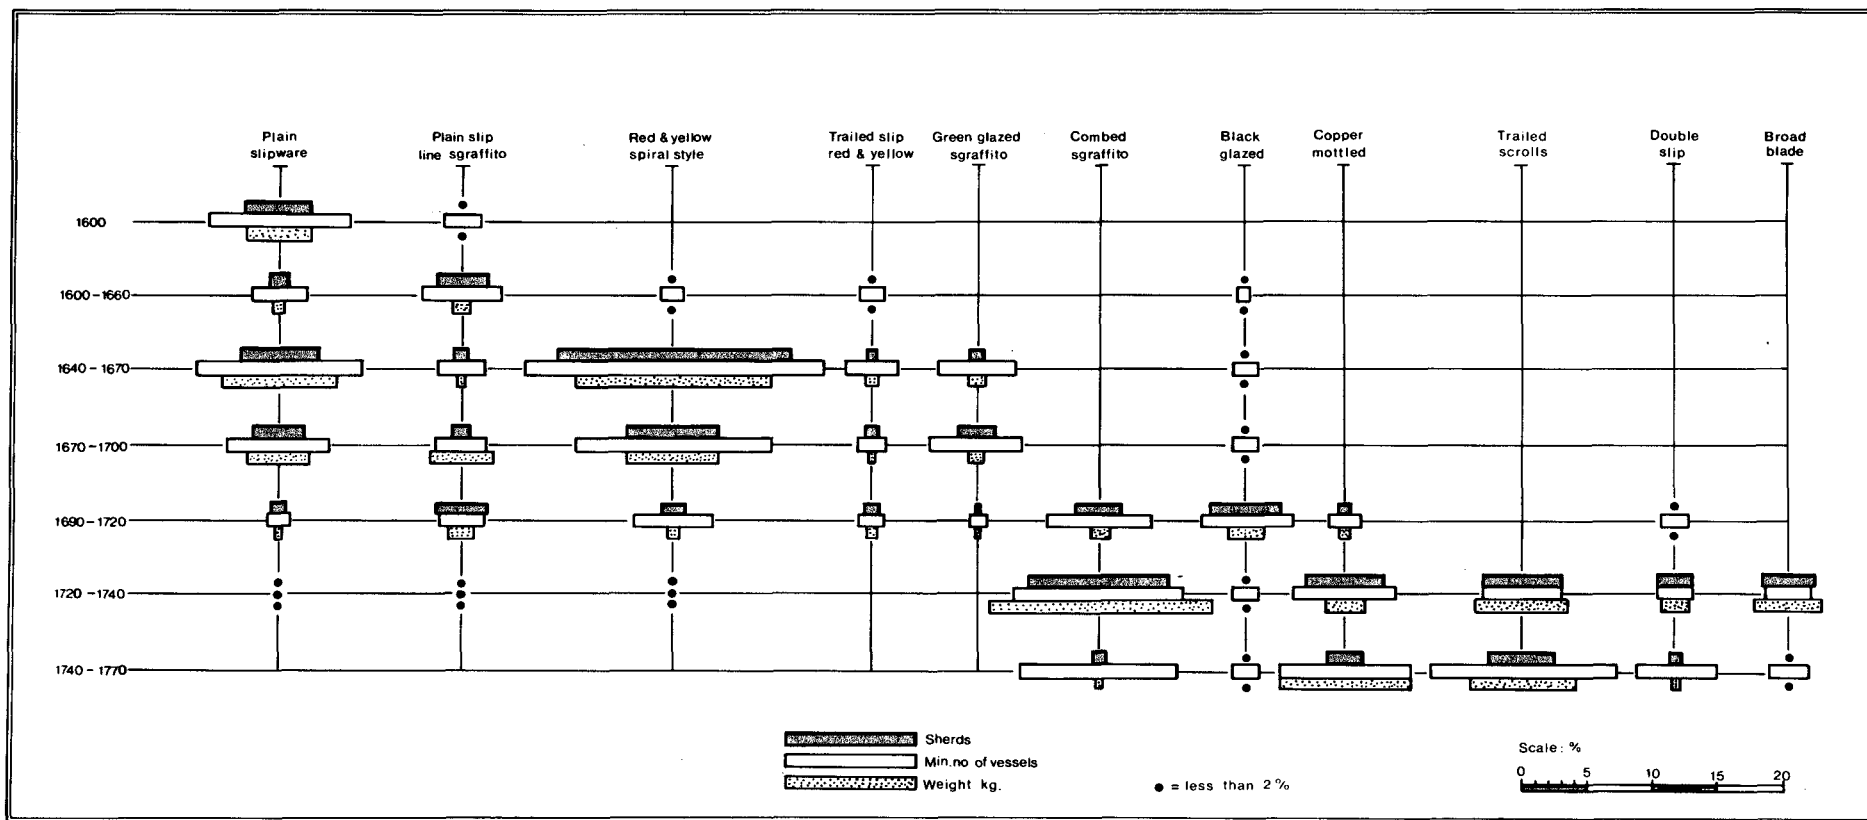 Plain
slipware
Plain slip
line sgraffito
Red & yellow
spiral style
Trailed slip
red & yellow
Green glazed
sgraffito
Combed
sgraffito
Black
glazed
Copper
mottled
Trailed
scrolls
Double
slip
Broad
blade
1600
1600-1660
1640-1670
1670-1700
1690-1720
1720-1740
1740-1770
Sherds
Min.no of vessels
Weight kg.
● = less than 2%
Scale: %
0 5 10 15 20